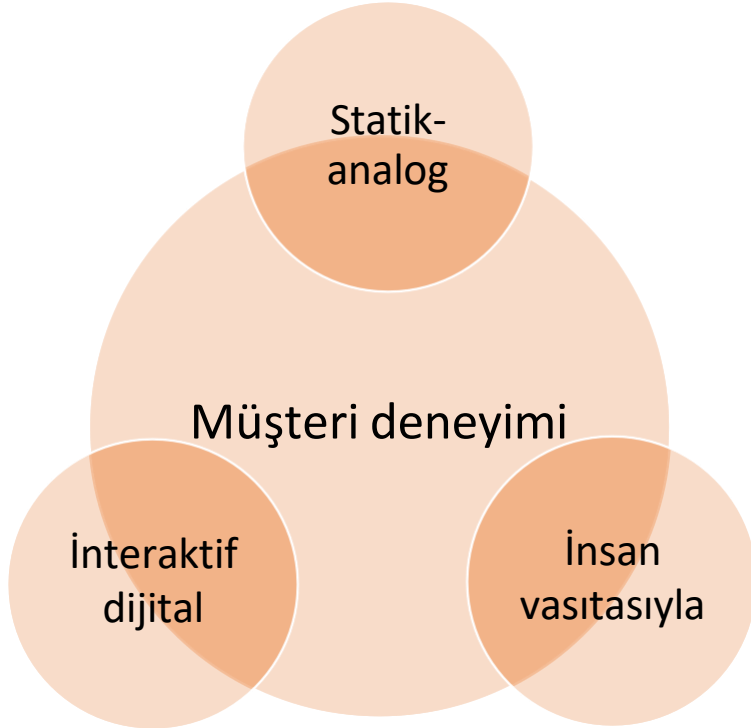 Statik-
analog
Müşteri deneyimi
İnteraktif
dijital
İnsan
vasıtasıyla